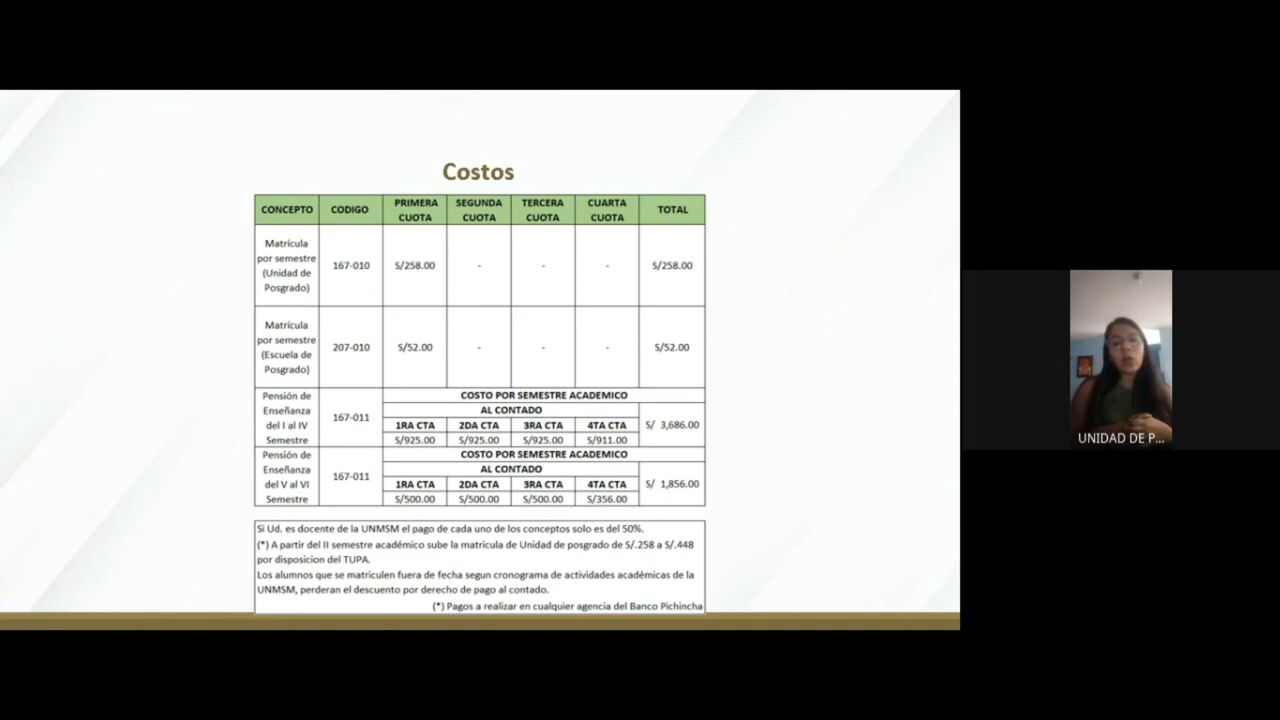 Costos
CONCEPTO CODIGO PRIMERA CUOTA SEGUNDA CUOTA TERCERA CUOTA CUARTA CUOTA TOTAL
Matrícula
por semestre
(Unidad de
Posgrado)
167-010 S/258.00 - - - S/258.00
Matrícula
por semestre
(Escuela de
Posgrado)
207-010 S/52.00 - - - S/52.00
Pensión de
Enseñanza
del I al IV
Semestre
167-011
COSTO POR SEMESTRE ACADEMICO
AL CONTADO
1RA CTA 2DA CTA 3RA CTA 4TA CTA
S/925.00 S/925.00 S/925.00 S/911.00
S/ 3,686.00
Pensión de
Enseñanza
del V al VI
Semestre
167-011
COSTO POR SEMESTRE ACADEMICO
AL CONTADO
1RA CTA 2DA CTA 3RA CTA 4TA CTA
S/500.00 S/500.00 S/500.00 S/356.00
S/ 1,856.00
Si Ud. es docente de la UNMSM el pago de cada uno de los conceptos solo es del 50%.
(*) A partir del II semestre académico sube la matricula de Unidad de posgrado de S/.258 a S/.448
por disposicion del TUPA.
Los alumnos que se matriculen fuera de fecha segun cronograma de actividades académicas de la
UNMSM, perderan el descuento por derecho de pago al contado.
(*) Pagos a realizar en cualquier agencia del Banco Pichincha
UNIDAD DE P...